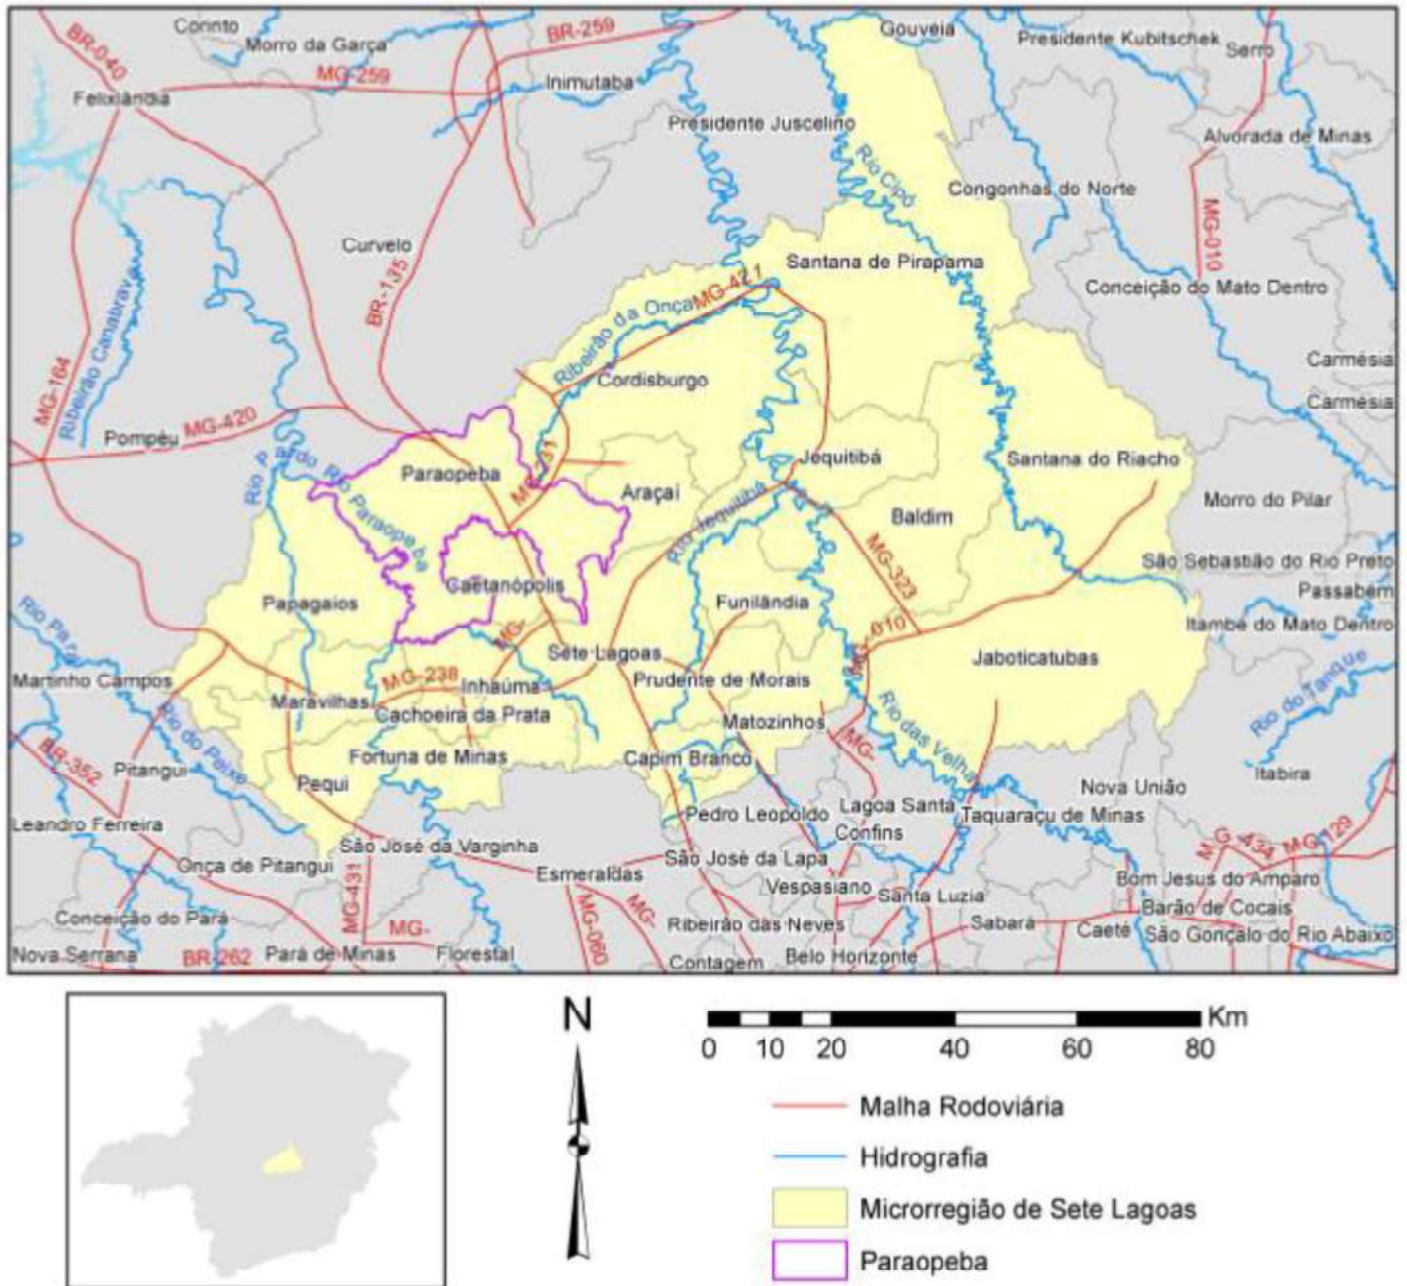 Corinto
Morro da Garça
BR-259
Gouveia
Presidente Kubitschek
Serro
BR-040
MG-259
Inimutaba
Felixlândia
Presidente Juscelino
Alvorada de Minas
Rio Cipó
Congonhas do Norte
MG-010
Curvelo
Santana de Pirapama
BR-135
Conceição do Mato Dentro
Ribeirão Canabrava
Ribeirão da Onça
MG-421
Carmésia
MG-164
Cordisburgo
Carmésia
MG-420
Pompéu
Rio Pardo
Rio Paraopeba
Paraopeba
MG-231
Araçaí
Jequitibá
Santana do Riacho
Rio Jequitibá
Baldim
Morro do Pilar
MG-323
São Sebastião do Rio Preto
Caetanópolis
Passabém
Papagaios
Funilândia
Rio Pará
MG-010
Itambé do Mato Dentro
MG-
Sete Lagoas
Jaboticatubas
Martinho Campos
MG-238
Inhaúma
Prudente de Morais
Rio do Tanque
Maravilhas
Cachoeira da Prata
Matozinhos
Rio das Velhas
Rio do Peixe
BR-352
Pitangui
Fortuna de Minas
Capim Branco
MG-
Itabira
Pequi
Nova União
Leandro Ferreira
Pedro Leopoldo
Lagoa Santa
Taquaraçu de Minas
Confins
São José da Varginha
MG-434
MG-129
Onça de Pitangui
Esmeraldas
São José da Lapa
Vespasiano
Santa Luzia
Bom Jesus do Amparo
MG-431
Conceição do Pará
MG-
MG-060
MG-
Ribeirão das Neves
Sabará
Caeté
Barão de Cocais
São Gonçalo do Rio Abaixo
Nova Serrana
BR-262
Pará de Minas
Florestal
Contagem
Belo Horizonte
N
Km
0 10 20 40 60 80
Malha Rodoviária
Hidrografia
Microrregião de Sete Lagoas
Paraopeba